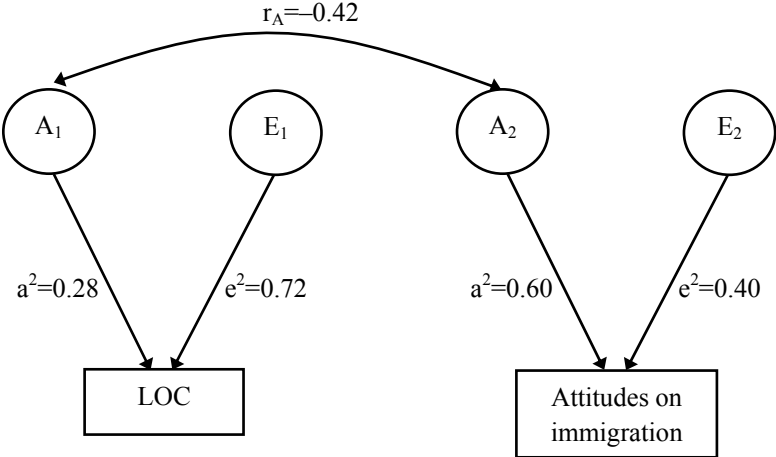 r_A=–0.42
A₁
E₁
A₂
E₂
a²=0.28
e²=0.72
a²=0.60
e²=0.40
LOC
Attitudes on
immigration